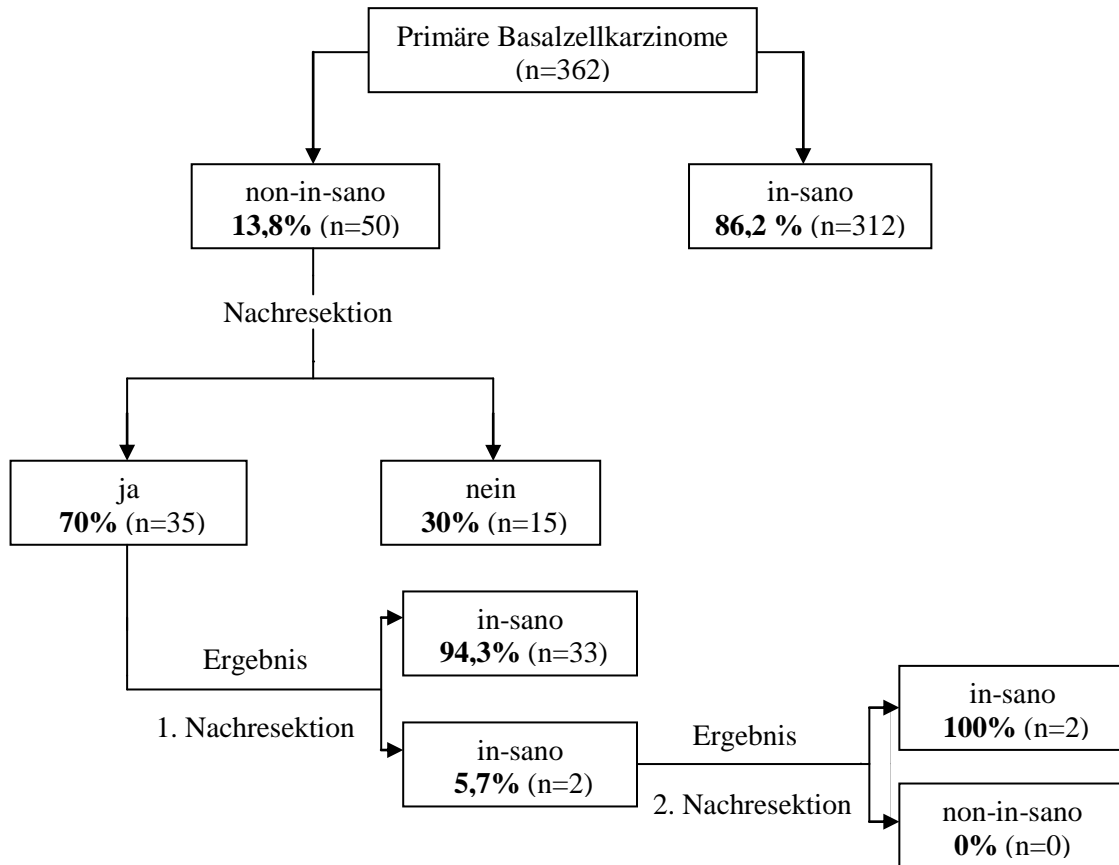 Primäre Basalzellkarzinome
(n=362)
non-in-sano
13,8% (n=50)
in-sano
86,2 % (n=312)
Nachresektion
ja
70% (n=35)
nein
30% (n=15)
in-sano
94,3% (n=33)
Ergebnis
1. Nachresektion
in-sano
5,7% (n=2)
Ergebnis
2. Nachresektion
in-sano
100% (n=2)
non-in-sano
0% (n=0)